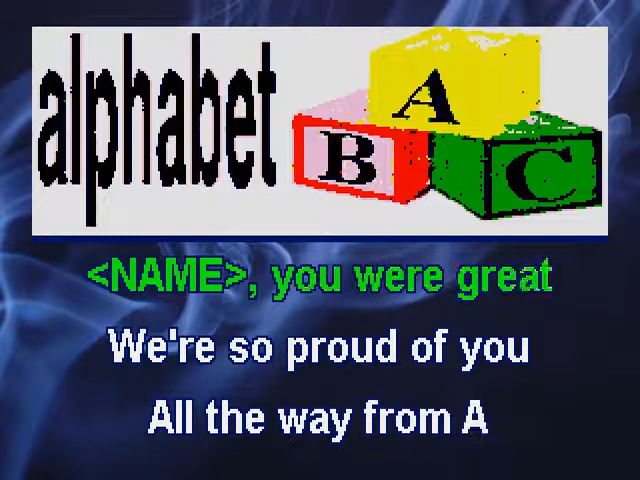 alphabet
A
B
C
<NAME>, you were great
We're so proud of you
All the way from A